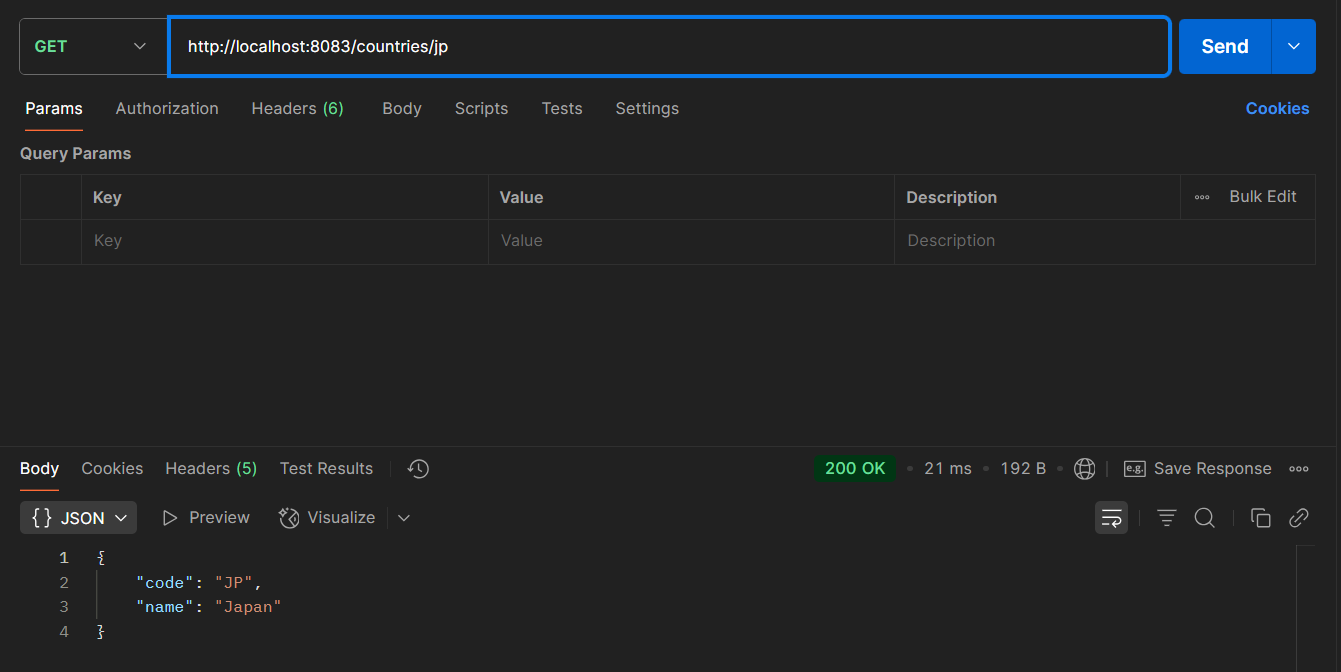 GET http://localhost:8083/countries/jp Send
Params Authorization Headers (6) Body Scripts Tests Settings Cookies
Query Params
Key Value Description Bulk Edit
Key Value Description
Body Cookies Headers (5) Test Results 200 OK 21 ms 192 B e.g. Save Response
{} JSON Preview Visualize
1 {
2 "code": "JP",
3 "name": "Japan"
4 }